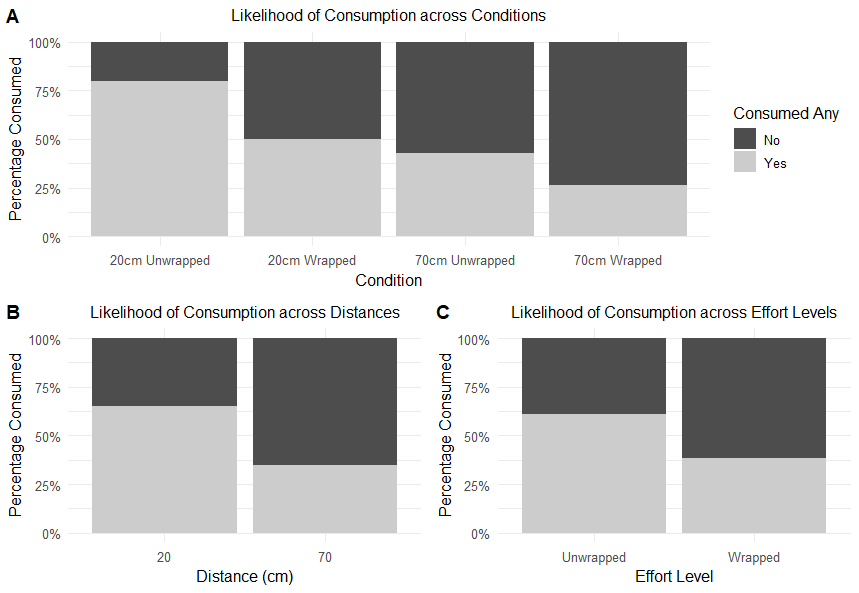 A
Likelihood of Consumption across Conditions
Percentage Consumed
100%
75%
50%
25%
0%
20cm Unwrapped
20cm Wrapped
70cm Unwrapped
70cm Wrapped
Condition
Consumed Any
No
Yes
B
Likelihood of Consumption across Distances
Percentage Consumed
100%
75%
50%
25%
0%
20
70
Distance (cm)
C
Likelihood of Consumption across Effort Levels
Percentage Consumed
100%
75%
50%
25%
0%
Unwrapped
Wrapped
Effort Level